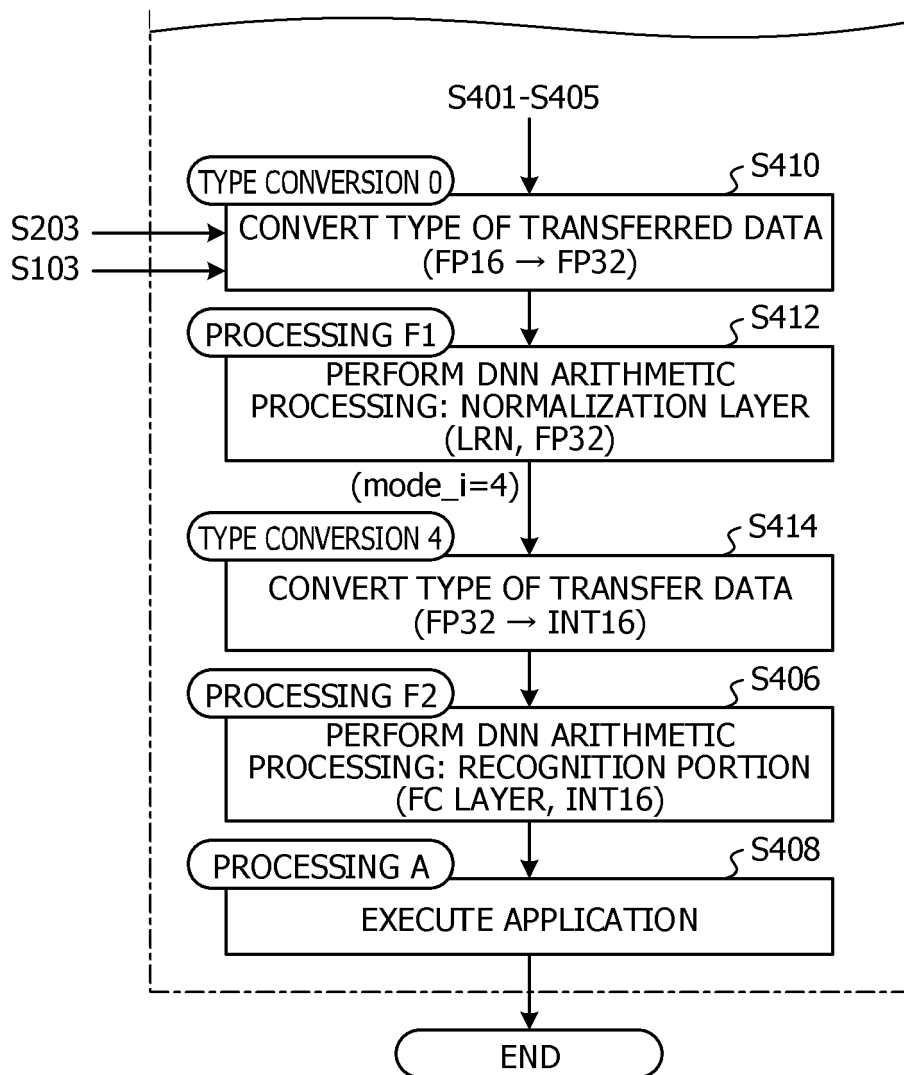 S401-S405
TYPE CONVERSION 0
S410
S203
S103
CONVERT TYPE OF TRANSFERRED DATA
(FP16 → FP32)
PROCESSING F1
S412
PERFORM DNN ARITHMETIC
PROCESSING: NORMALIZATION LAYER
(LRN, FP32)
(mode_i=4)
TYPE CONVERSION 4
S414
CONVERT TYPE OF TRANSFER DATA
(FP32 → INT16)
PROCESSING F2
S406
PERFORM DNN ARITHMETIC
PROCESSING: RECOGNITION PORTION
(FC LAYER, INT16)
PROCESSING A
S408
EXECUTE APPLICATION
END